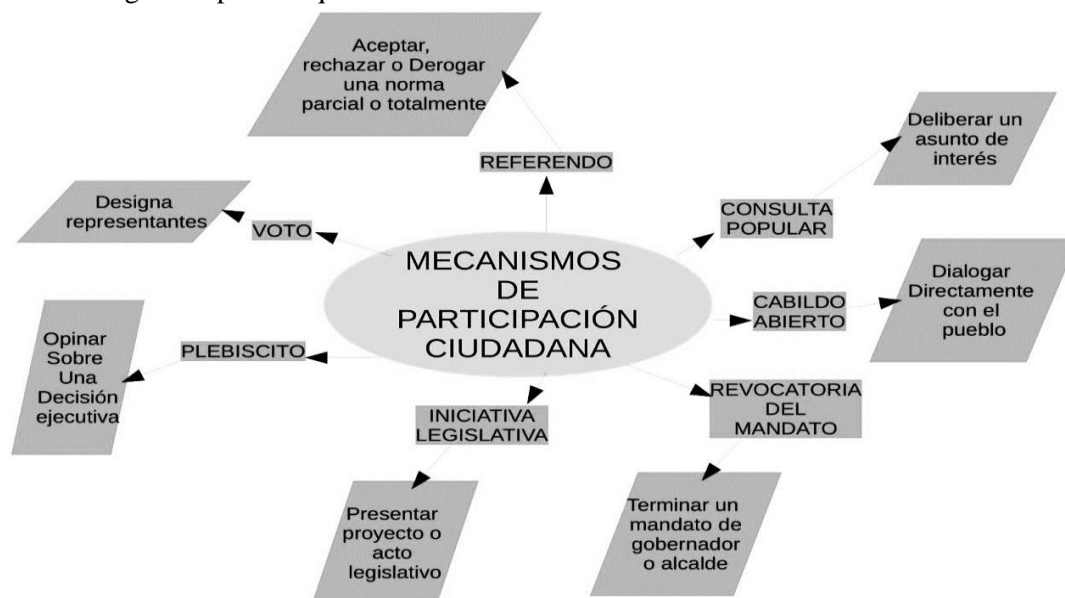 Aceptar,
rechazar o Derogar
una norma
parcial o totalmente
REFERENDO
Deliberar un
asunto de
interés
CONSULTA
POPULAR
Designa
representantes
VOTO
MECANISMOS
DE
PARTICIPACIÓN
CIUDADANA
Dialogar
Directamente
con el
pueblo
CABILDO
ABIERTO
Opinar
Sobre
Una
Decisión
ejecutiva
PLEBISCITO
INICIATIVA
LEGISLATIVA
REVOCATORIA
DEL
MANDATO
Presentar
proyecto o
acto
legislativo
Terminar un
mandato de
gobernador
o alcalde